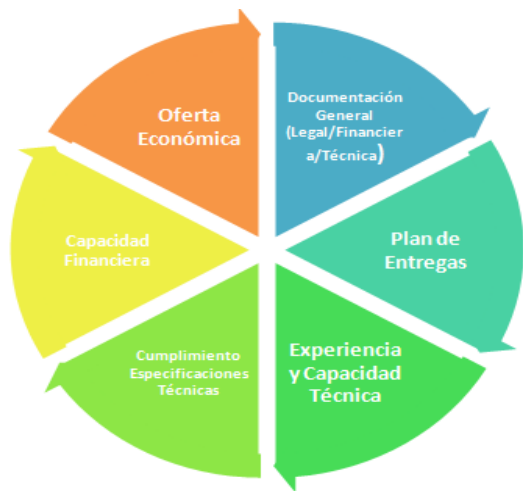 Documentación
General
(Legal/Financier
a/Técnica)
Plan de
Entregas
Experiencia
y Capacidad
Técnica
Cumplimiento
Especificaciones
Técnicas
Capacidad
Financiera
Oferta
Económica